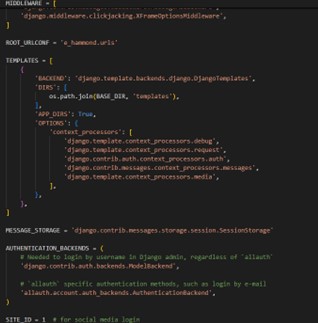 MIDDLEWARE = [
'django.middleware.clickjacking.XFrameOptionsMiddleware',
]
ROOT_URLCONF = 'e_hammond.urls'
TEMPLATES = [
{
'BACKEND': 'django.template.backends.django.DjangoTemplates',
'DIRS': [
os.path.join(BASE_DIR, 'templates'),
],
'APP_DIRS': True,
'OPTIONS': {
'context_processors': [
'django.template.context_processors.debug',
'django.template.context_processors.request',
'django.contrib.auth.context_processors.auth',
'django.contrib.messages.context_processors.messages',
'django.template.context_processors.media',
],
},
},
]
MESSAGE_STORAGE = 'django.contrib.messages.storage.session.SessionStorage'
AUTHENTICATION_BACKENDS = (
# Needed to login by username in Django admin, regardless of `allauth`
'django.contrib.auth.backends.ModelBackend',
# `allauth` specific authentication methods, such as login by e-mail
'allauth.account.auth_backends.AuthenticationBackend',
)
SITE_ID = 1 # for social media login